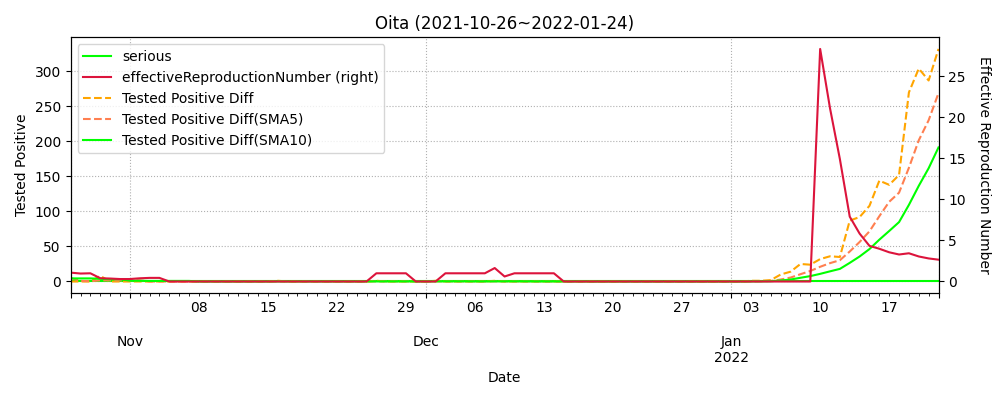 Oita (2021-10-26~2022-01-24)
serious
effectiveReproductionNumber (right)
Tested Positive Diff
Tested Positive Diff(SMA5)
Tested Positive Diff(SMA10)
Tested Positive
300
250
200
150
100
50
0
Effective Reproduction Number
25
20
15
10
5
0
08 15 22 29 06 13 20 27 03 10 17
Nov Dec Jan
2022
Date